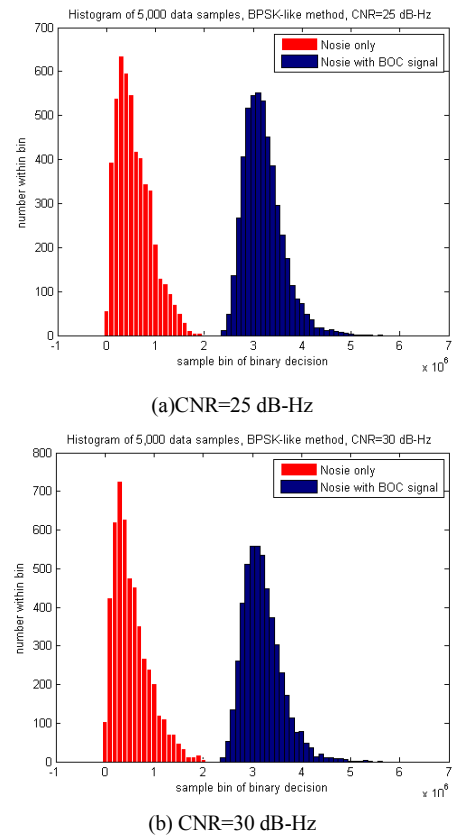 Histogram of 5,000 data samples, BPSK-like method, CNR=25 dB-Hz
700
600
500
400
300
200
100
0
number within bin
Nosie only
Nosie with BOC signal
-1 0 1 2 3 4 5 6 7
sample bin of binary decision
x 10^6
(a)CNR=25 dB-Hz
Histogram of 5,000 data samples, BPSK-like method, CNR=30 dB-Hz
800
700
600
500
400
300
200
100
0
number within bin
Nosie only
Nosie with BOC signal
-1 0 1 2 3 4 5 6 7
sample bin of binary decision
x 10^6
(b) CNR=30 dB-Hz